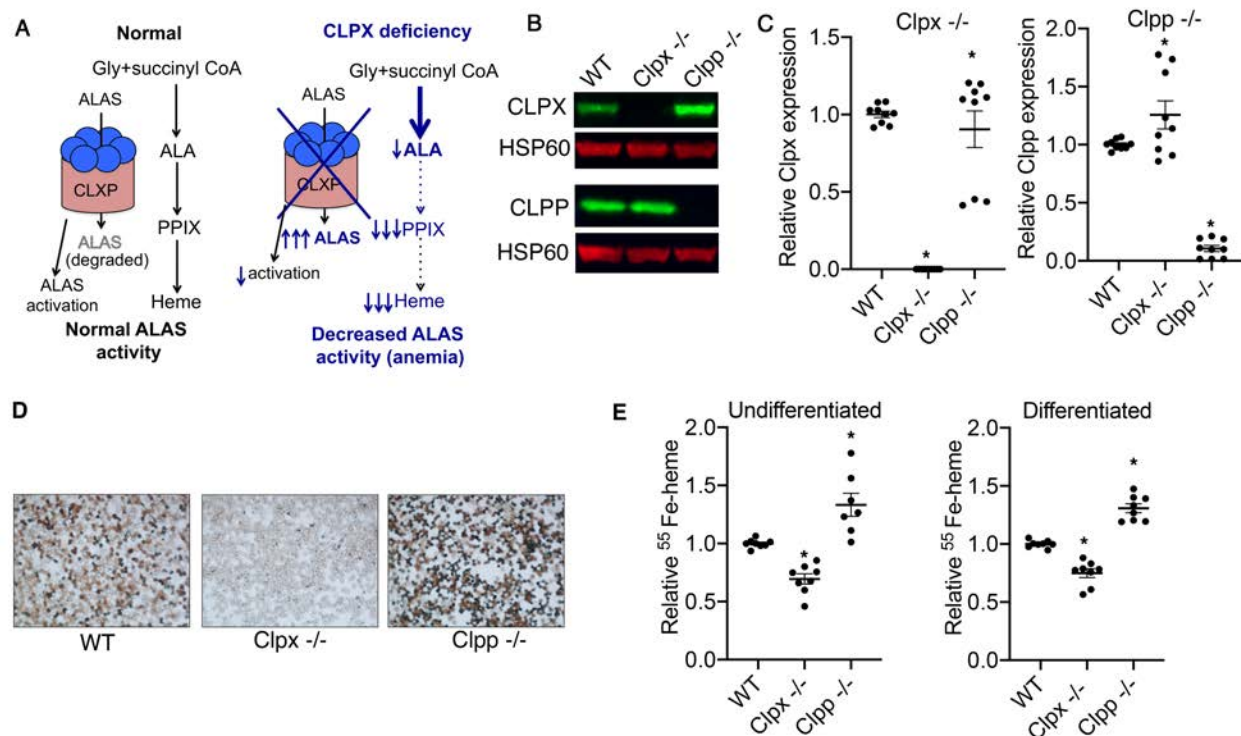 A
Normal
Gly+succinyl CoA
ALAS
CLXP
ALA
PPIX
ALAS
(degraded)
ALAS
activation
Heme
Normal ALAS
activity
CLPX deficiency
Gly+succinyl CoA
ALAS
CLXP
↓ALA
↑↑↑ ALAS
↓↓↓PPIX
↓activation
↓↓↓Heme
Decreased ALAS
activity (anemia)
B
WT
Clpx -/-
Clpp -/-
CLPX
HSP60
CLPP
HSP60
C
Clpx -/-
Relative Clpx expression
1.5
1.0
0.5
0.0
*
*
WT
Clpx -/-
Clpp -/-
Clpp -/-
Relative Clpp expression
2.0
1.5
1.0
0.5
0.0
*
*
WT
Clpx -/-
Clpp -/-
D
WT
Clpx -/-
Clpp -/-
E
Undifferentiated
Relative 55 Fe-heme
2.0
1.5
1.0
0.5
0.0
*
*
WT
Clpx -/-
Clpp -/-
Differentiated
Relative 55 Fe-heme
2.0
1.5
1.0
0.5
0.0
*
*
WT
Clpx -/-
Clpp -/-